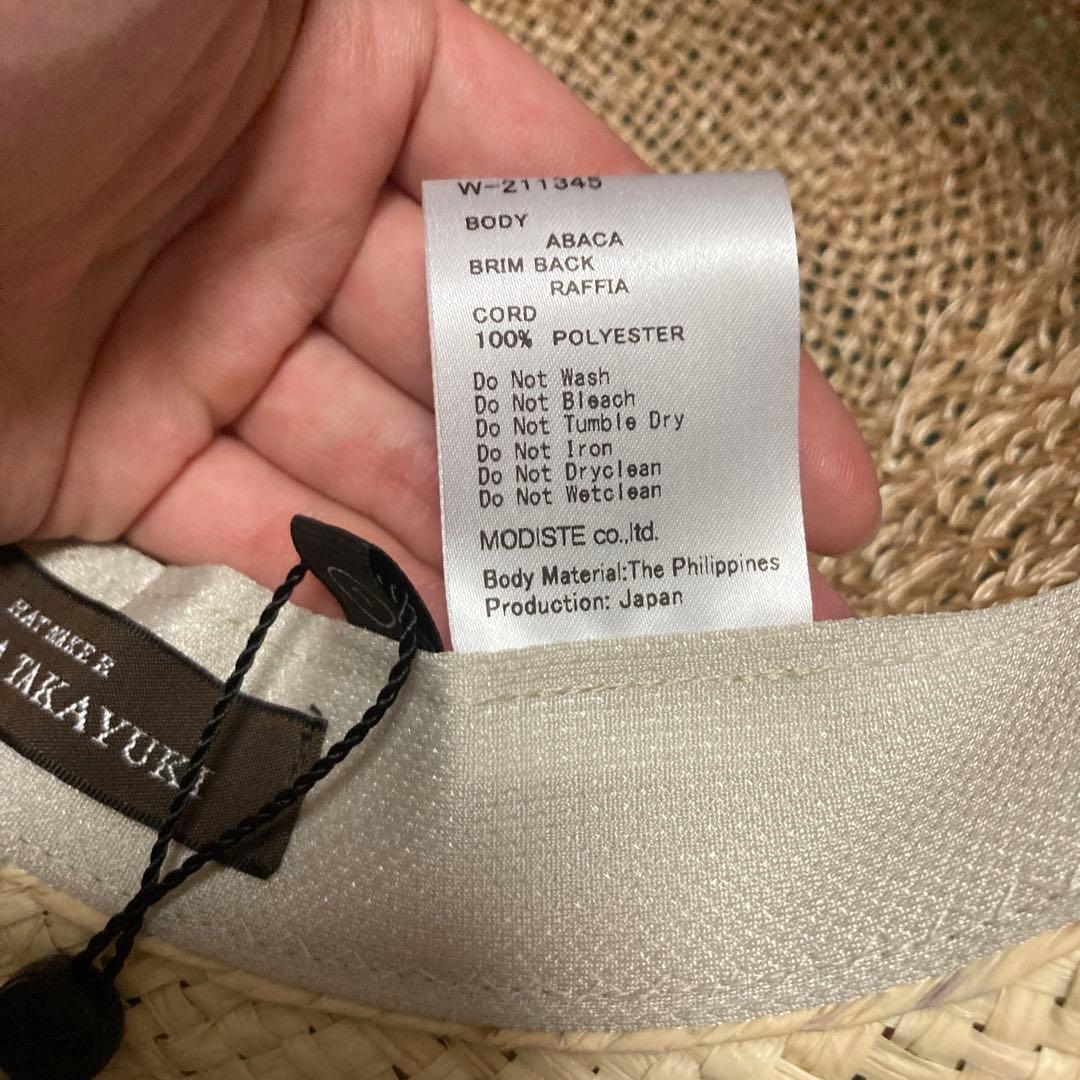 W-211345
BODY
ABACA
BRIM BACK
RAFFIA
CORD
100% POLYESTER
Do Not Wash
Do Not Bleach
Do Not Tumble Dry
Do Not Iron
Do Not Dryclean
Do Not Wetclean
MODISTE co.,ltd.
Body Material:The Philippines
Production: Japan
HAT MAKER
TAKAYUKI